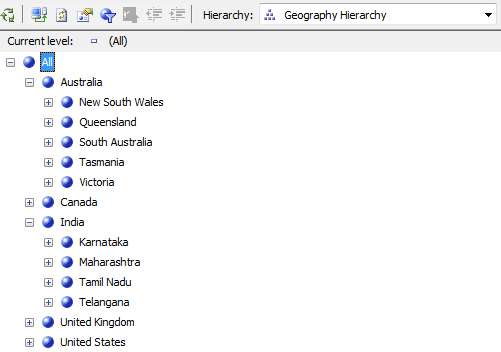 Hierarchy: Geography Hierarchy
Current level: (All)
All
Australia
New South Wales
Queensland
South Australia
Tasmania
Victoria
Canada
India
Karnataka
Maharashtra
Tamil Nadu
Telangana
United Kingdom
United States